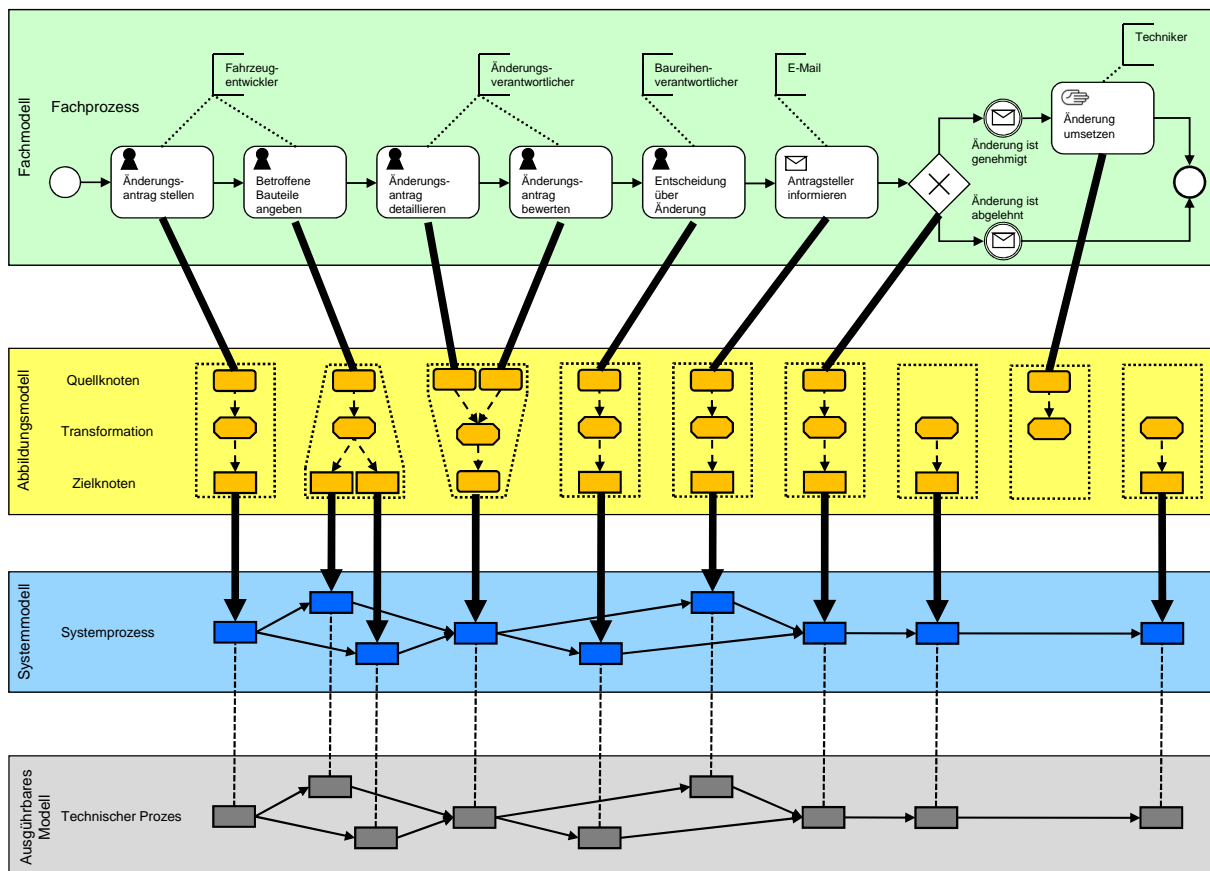 Fachmodell
Fachprozess
Fahrzeug-
entwickler
Änderungs-
verantwortlicher
Baureihen-
verantwortlicher
E-Mail
Techniker
Änderungs-
antrag stellen
Betroffene
Bauteile
angeben
Änderungs-
antrag
detaillieren
Änderungs-
antrag
bewerten
Entscheidung
über
Änderung
Antragsteller
informieren
Änderung ist
genehmigt
Änderung ist
abgelehnt
Änderung
umsetzen
Abbildungsmodell
Quellknoten
Transformation
Zielknoten
Systemmodell
Systemprozess
Ausgührbares
Modell
Technischer Prozes